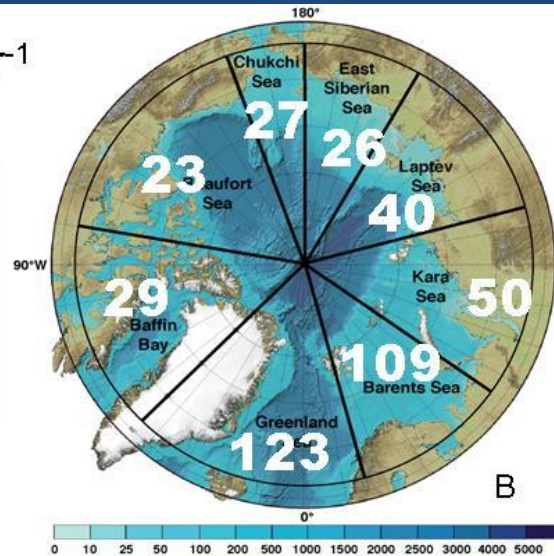 180°
-1
Chukchi
Sea
27
East
Siberian
Sea
26
Laptev
Sea
40
23
Beaufort
Sea
90°W
Kara
Sea
50
29
Baffin
Bay
109
Barents Sea
Greenland
123
B
0°
0 10 25 50 100 200 500 1000 1500 2000 2500 3000 4000 5000